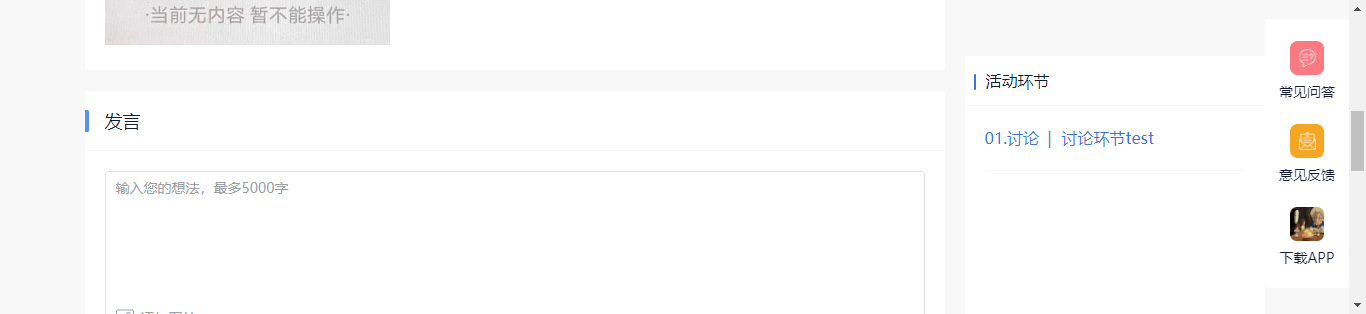 ·当前无内容 暂不能操作·
发言
输入您的想法，最多5000字
活动环节
01.讨论 | 讨论环节test
常见问答
意见反馈
下载APP